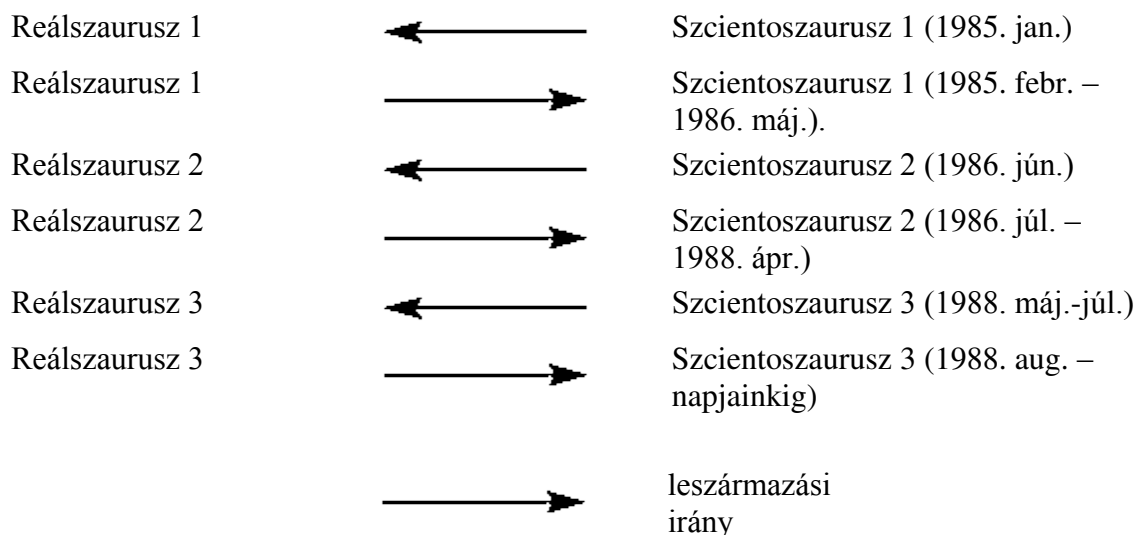 Reálszaurusz 1 Szcientoszaurusz 1 (1985. jan.)
Reálszaurusz 1 Szcientoszaurusz 1 (1985. febr. –
1986. máj.).
Reálszaurusz 2 Szcientoszaurusz 2 (1986. jún.)
Reálszaurusz 2 Szcientoszaurusz 2 (1986. júl. –
1988. ápr.)
Reálszaurusz 3 Szcientoszaurusz 3 (1988. máj.-júl.)
Reálszaurusz 3 Szcientoszaurusz 3 (1988. aug. –
napjainkig)
leszármazási
irány